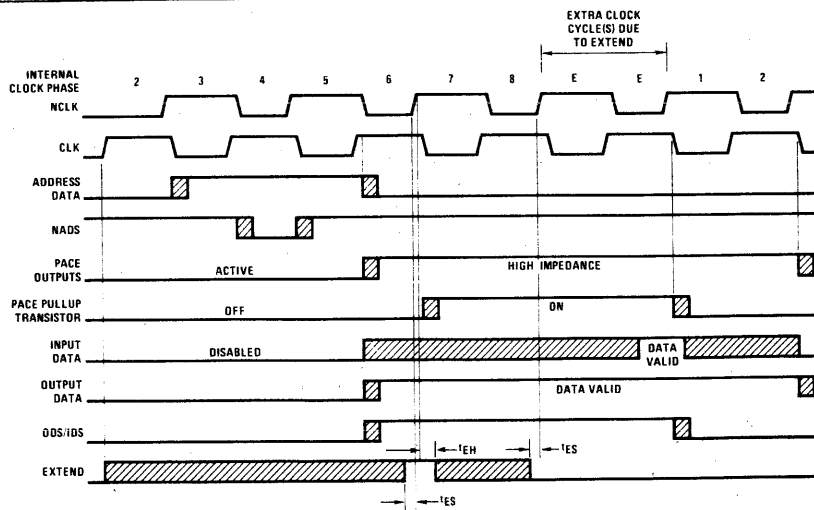 EXTRA CLOCK
CYCLE(S) DUE
TO EXTEND
INTERNAL
CLOCK PHASE
2 3 4 5 6 7 8 E E 1 2
NCLK
CLK
ADDRESS
DATA
NADS
PACE
OUTPUTS
ACTIVE
HIGH IMPEDANCE
PACE PULLUP
TRANSISTOR
OFF
ON
INPUT
DATA
DISABLED
DATA
VALID
OUTPUT
DATA
DATA VALID
ODS/IDS
tEH
tES
EXTEND
tES